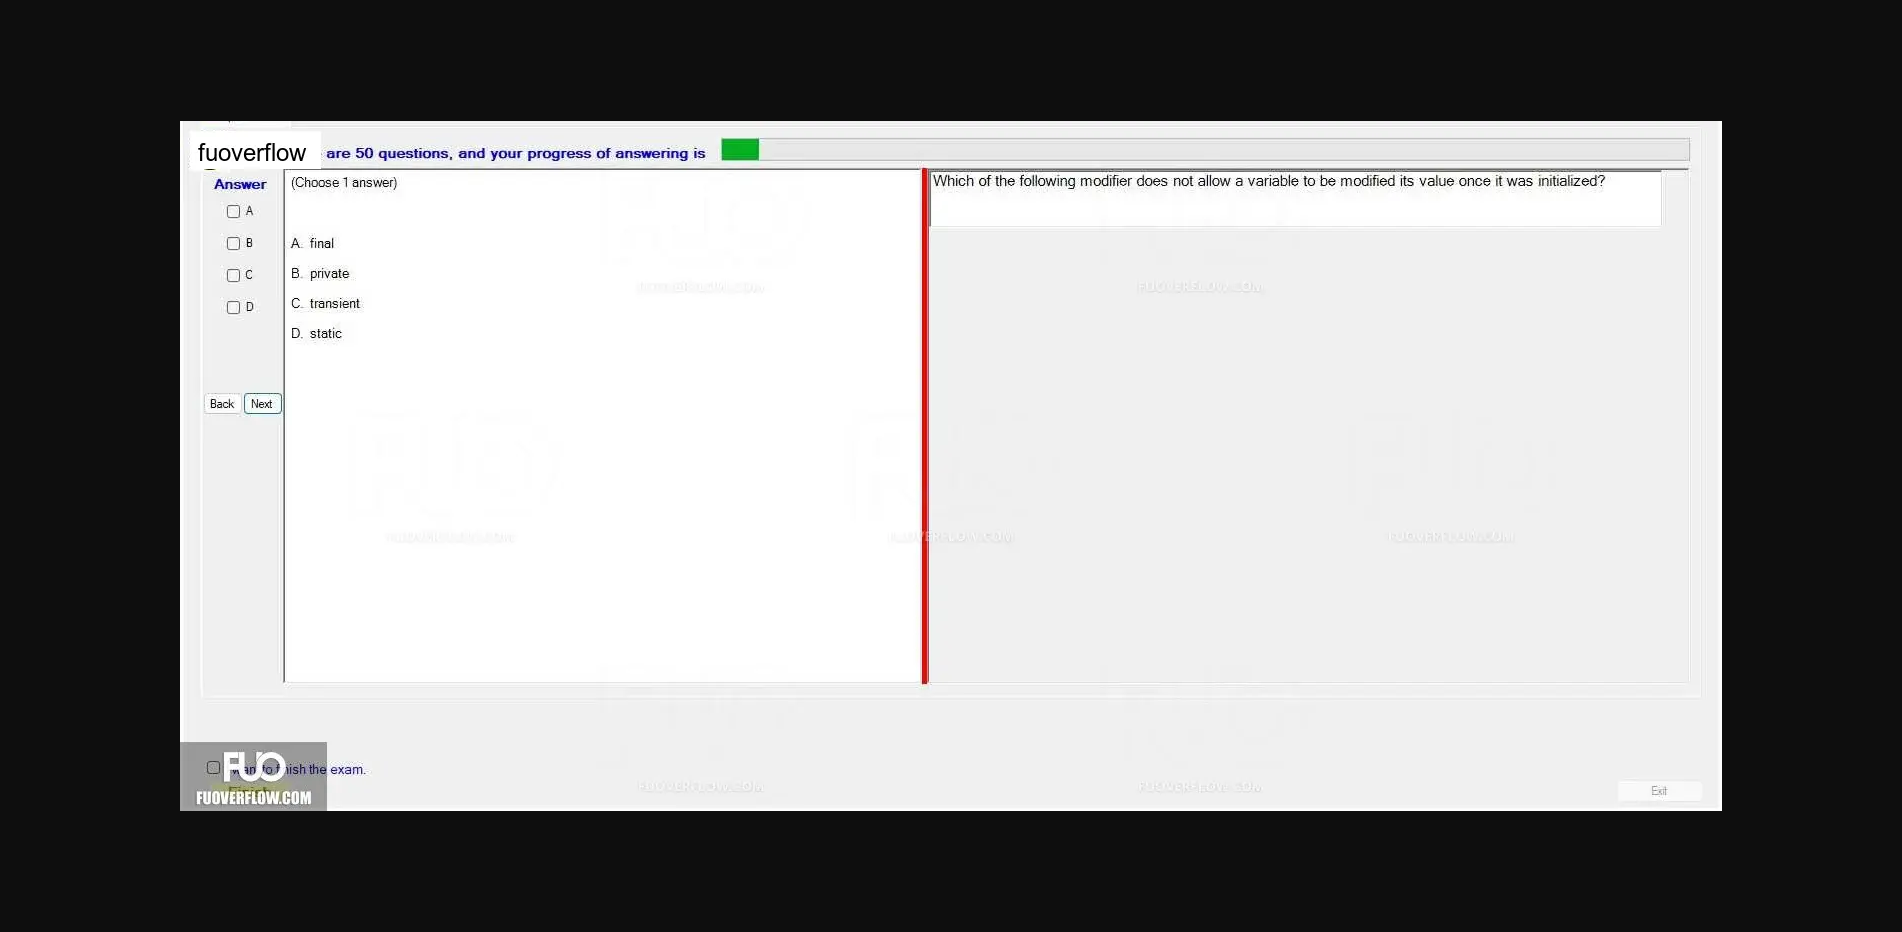 fuoverflow are 50 questions, and your progress of answering is
Answer
A
B
C
D
Back Next
(Choose 1 answer)
A. final
B. private
C. transient
D. static
Which of the following modifier does not allow a variable to be modified its value once it was initialized?
FUOVERFLOW.COM
FUOVERFLOW.COM
FUOVERFLOW.COM
FUOVERFLOW.COM
FUOVERFLOW.COM
FUOVERFLOW.COM
FUOVERFLOW.COM
FUO
want to finish the exam.
Finish
FUOVERFLOW.COM
Exit